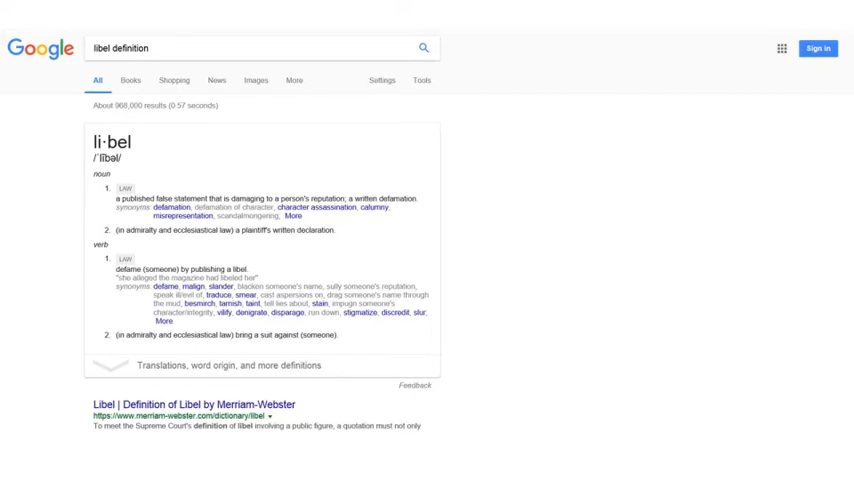 Google libel definition Sign in
All Books Shopping News Images More Settings Tools
About 968,000 results (0.57 seconds)
li·bel
/ˈlībəl/
noun
1. LAW
a published false statement that is damaging to a person's reputation; a written defamation.
synonyms: defamation, defamation of character, character assassination, calumny,
misrepresentation, scandalmongering; More
2. (in admiralty and ecclesiastical law) a plaintiff's written declaration.
verb
1. LAW
defame (someone) by publishing a libel.
"she alleged the magazine had libeled her"
synonyms: defame, malign, slander, blacken someone's name, sully someone's reputation,
speak ill/evil of, traduce, smear, cast aspersions on, drag someone's name through
the mud, besmirch, tarnish, taint, tell lies about, stain, impugn someone's
character/integrity, vilify, denigrate, disparage, run down, stigmatize, discredit, slur;
More
2. (in admiralty and ecclesiastical law) bring a suit against (someone).
Translations, word origin, and more definitions
Feedback
Libel | Definition of Libel by Merriam-Webster
https://www.merriam-webster.com/dictionary/libel
To meet the Supreme Court's definition of libel involving a public figure, a quotation must not only